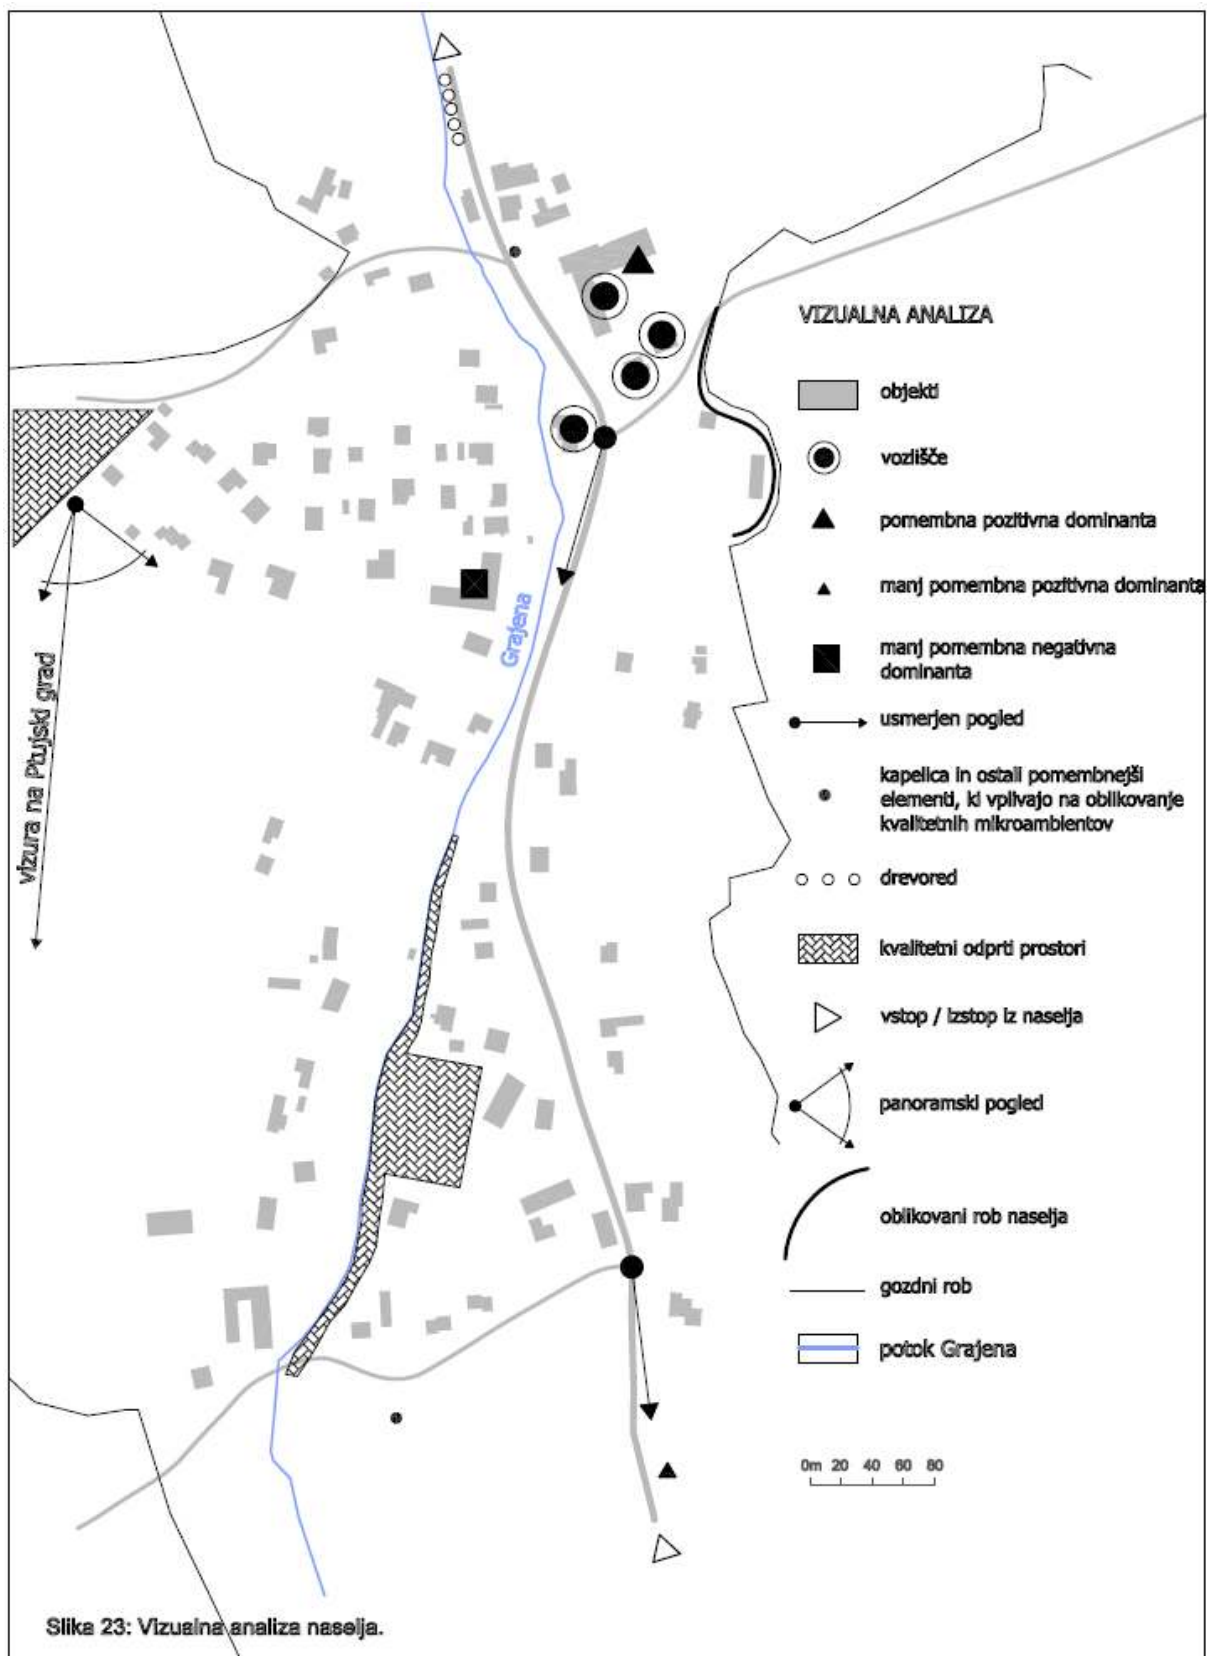 VIZUALNA ANALIZA
objekti
vozlišče
pomembna pozitivna dominanta
manj pomembna pozitivna dominanta
manj pomembna negativna
dominanta
usmerjen pogled
kapelica in ostali pomembnejši
elementi, ki vplivajo na oblikovanje
kvalitetnih mikroambientov
drevored
kvalitetni odprti prostori
vstop / izstop iz naselja
panoramski pogled
oblikovani rob naselja
gozdni rob
potok Grajena
0m 20 40 60 80
Grajena
vizura na Ptujski grad
Slika 23: Vizualna analiza naselja.